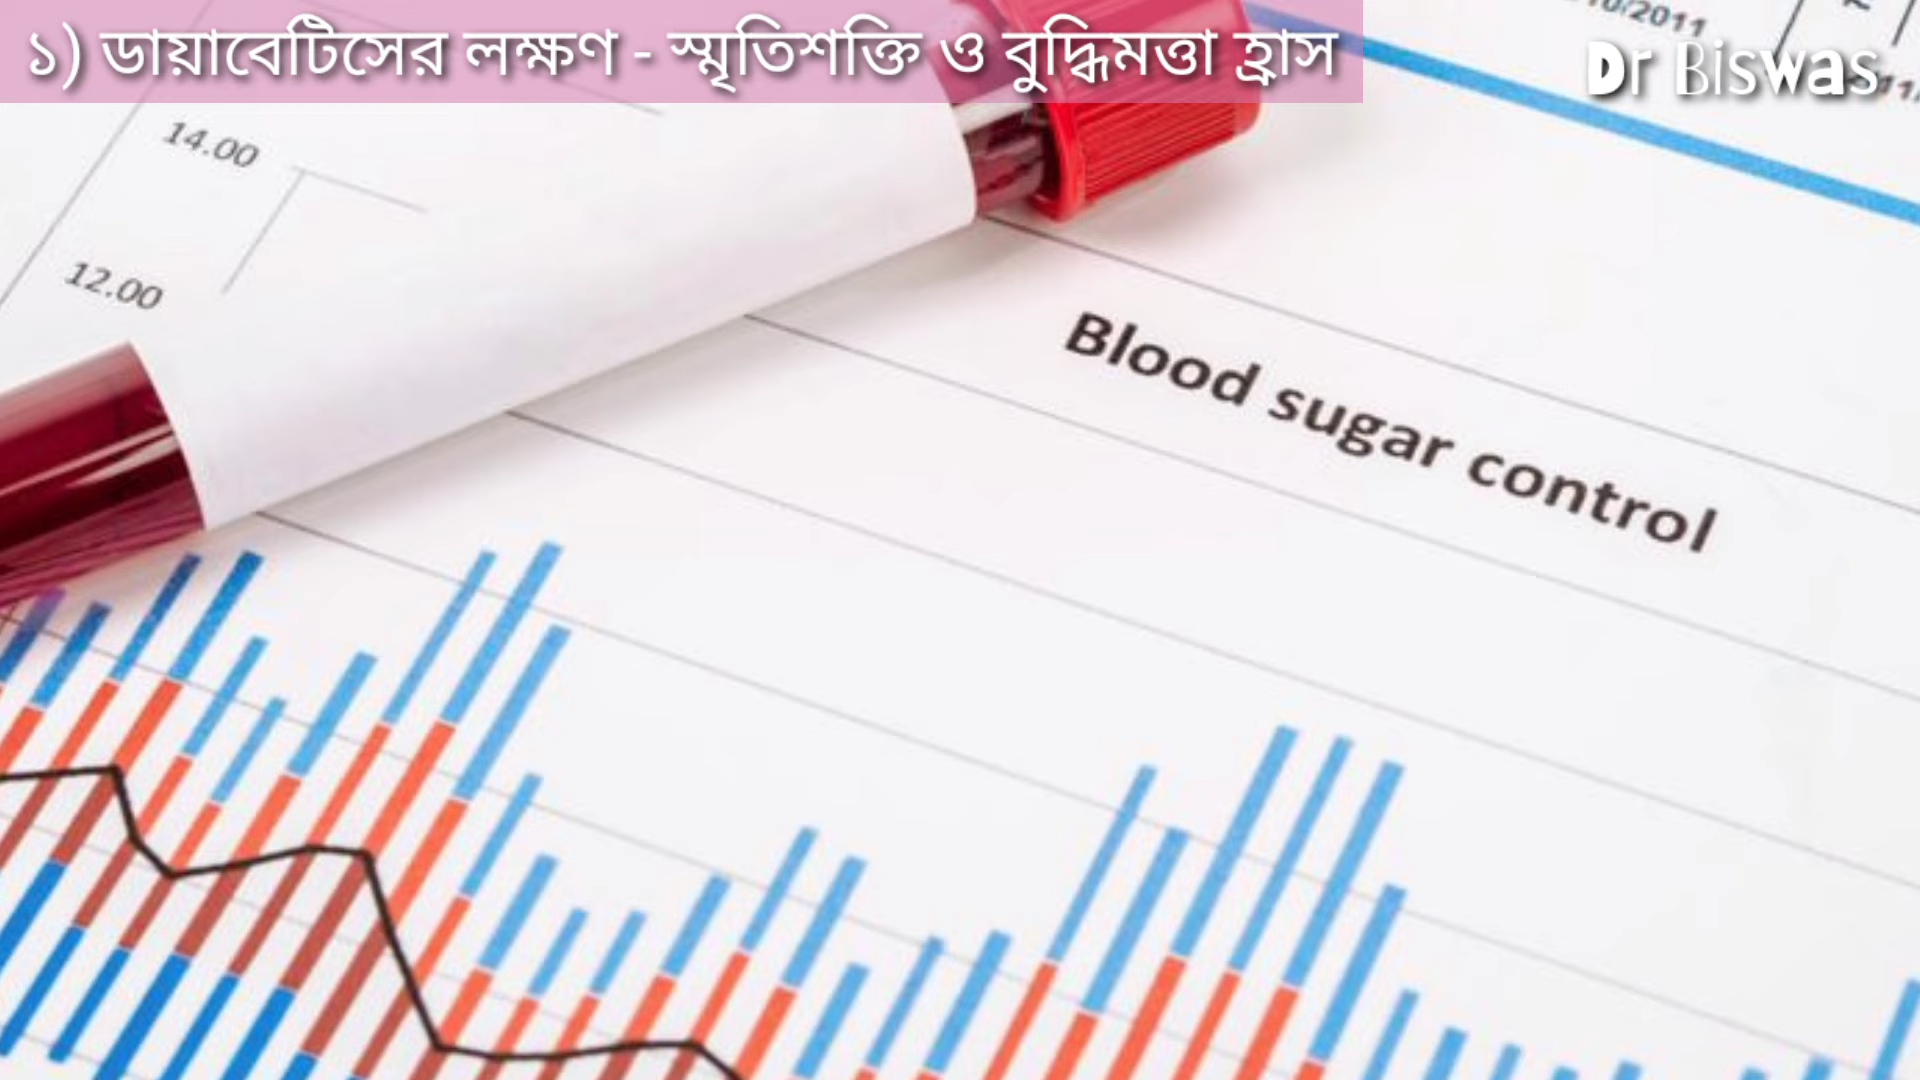 ১) ডায়াবেটিসের লক্ষণ - স্মৃতিশক্তি ও বুদ্ধিমত্তা হ্রাস
Dr Biswas
14.00
12.00
Blood sugar control